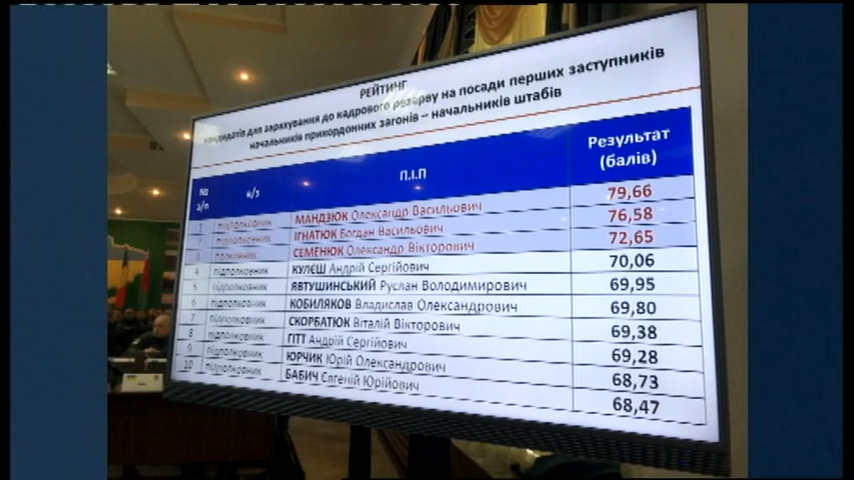 РЕЙТИНГ
кандидатів для зарахування до кадрового резерву на посади перших заступників
начальників прикордонних загонів – начальників штабів
№ з/п в/з П.І.П Результат (балів)
1 підполковник МАНДЗЮК Олександр Васильович 79,66
2 підполковник ІГНАТЮК Богдан Васильович 76,58
3 полковник СЕМЕНЮК Олександр Вікторович 72,65
4 підполковник КУЛЄШ Андрій Сергійович 70,06
5 підполковник ЯВТУШИНСЬКИЙ Руслан Володимирович 69,95
6 підполковник КОБИЛЯКОВ Владислав Олександрович 69,80
7 підполковник СКОРБАТЮК Віталій Вікторович 69,38
8 підполковник ГІТТ Андрій Сергійович 69,28
9 підполковник ЮРЧИК Юрій Олександрович 68,73
10 підполковник БАБИЧ Євгеній Юрійович 68,47